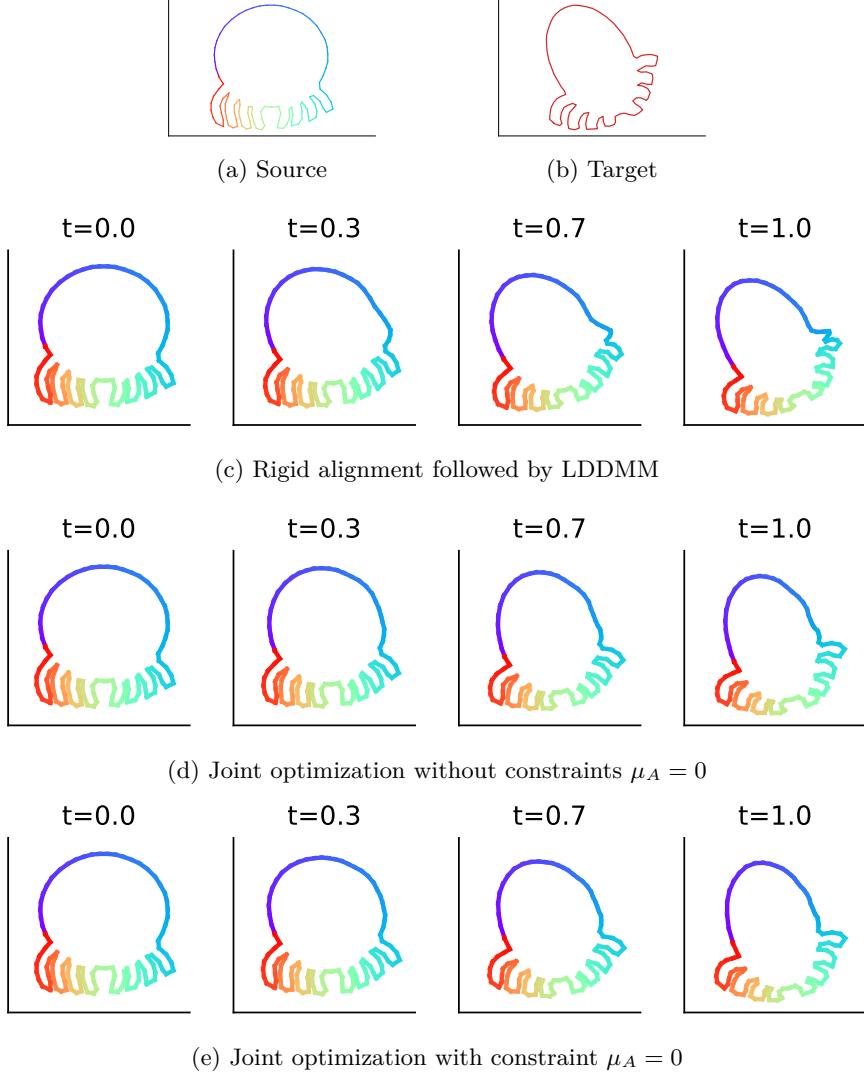 (a) Source
(b) Target
t=0.0 t=0.3 t=0.7 t=1.0
(c) Rigid alignment followed by LDDMM
t=0.0 t=0.3 t=0.7 t=1.0
(d) Joint optimization without constraints μ_A = 0
t=0.0 t=0.3 t=0.7 t=1.0
(e) Joint optimization with constraint μ_A = 0